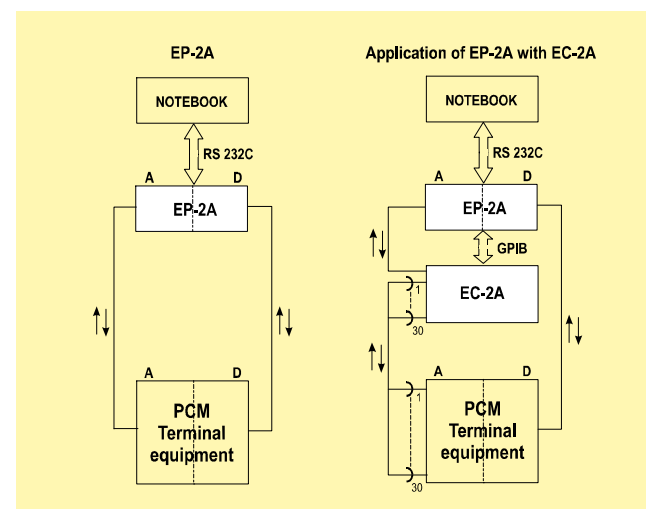 EP-2A
NOTEBOOK
RS 232C
A D
EP-2A
A D
PCM
Terminal
equipment
Application of EP-2A with EC-2A
NOTEBOOK
RS 232C
A D
EP-2A
GPIB
EC-2A
1
30
A D
1
PCM
Terminal
equipment
30